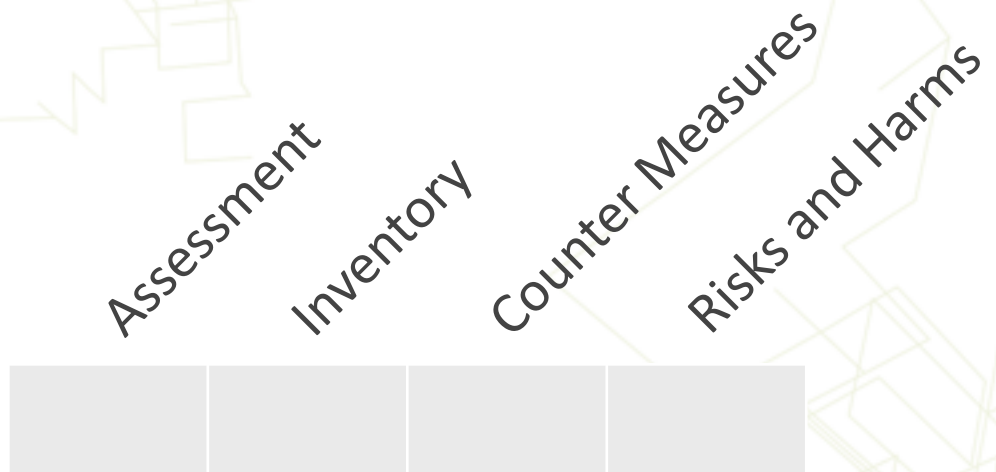 Assessment
Inventory
Counter Measures
Risks and Harms